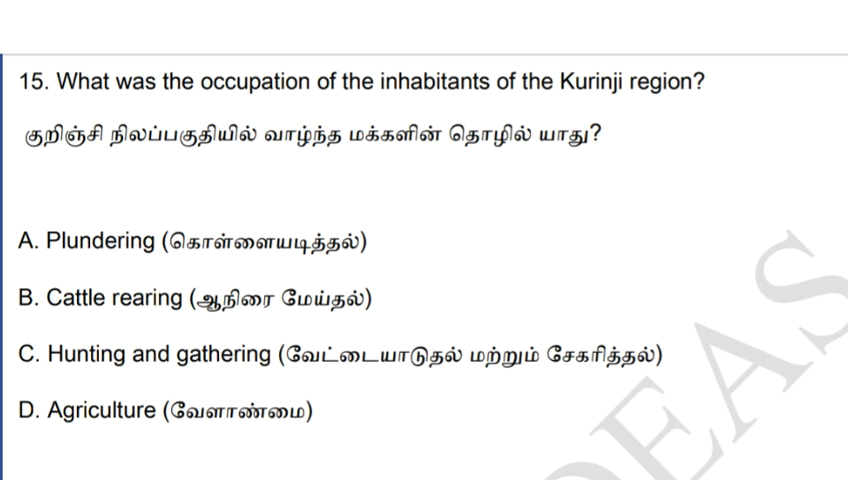 15. What was the occupation of the inhabitants of the Kurinji region?
குறிஞ்சி நிலப்பகுதியில் வாழ்ந்த மக்களின் தொழில் யாது?
A. Plundering (கொள்ளையடித்தல்)
B. Cattle rearing (ஆநிரை மேய்தல்)
C. Hunting and gathering (வேட்டையாடுதல் மற்றும் சேகரித்தல்)
D. Agriculture (வேளாண்மை)
EAS